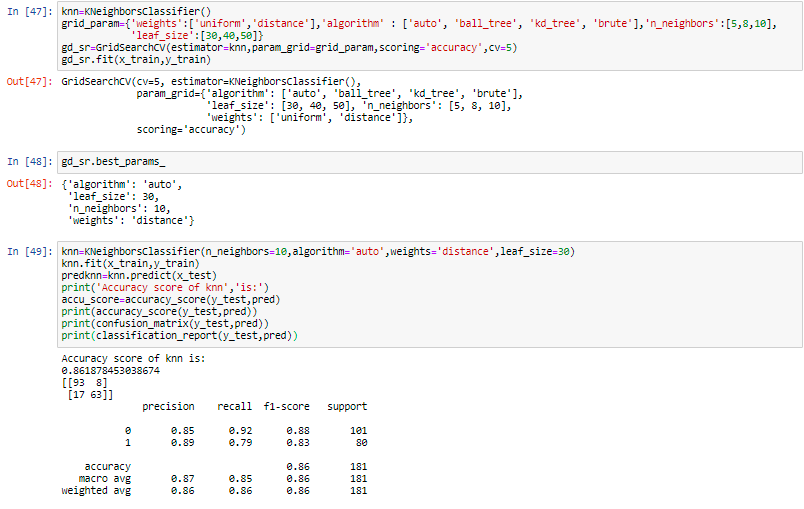 In [47]: knn=KNeighborsClassifier()
grid_param={'weights':['uniform','distance'],'algorithm' : ['auto', 'ball_tree', 'kd_tree', 'brute'],'n_neighbors':[5,8,10],
'leaf_size':[30,40,50]}
gd_sr=GridSearchCV(estimator=knn,param_grid=grid_param,scoring='accuracy',cv=5)
gd_sr.fit(x_train,y_train)
Out[47]: GridSearchCV(cv=5, estimator=KNeighborsClassifier(),
param_grid={'algorithm': ['auto', 'ball_tree', 'kd_tree', 'brute'],
'leaf_size': [30, 40, 50], 'n_neighbors': [5, 8, 10],
'weights': ['uniform', 'distance']},
scoring='accuracy')
In [48]: gd_sr.best_params_
Out[48]: {'algorithm': 'auto',
'leaf_size': 30,
'n_neighbors': 10,
'weights': 'distance'}
In [49]: knn=KNeighborsClassifier(n_neighbors=10,algorithm='auto',weights='distance',leaf_size=30)
knn.fit(x_train,y_train)
predknn=knn.predict(x_test)
print('Accuracy score of knn','is:')
accu_score=accuracy_score(y_test,pred)
print(accuracy_score(y_test,pred))
print(confusion_matrix(y_test,pred))
print(classification_report(y_test,pred))
Accuracy score of knn is:
0.861878453038674
[[93  8]
[17 63]]
precision recall f1-score support
0 0.85 0.92 0.88 101
1 0.89 0.79 0.83 80
accuracy 0.86 181
macro avg 0.87 0.85 0.86 181
weighted avg 0.86 0.86 0.86 181